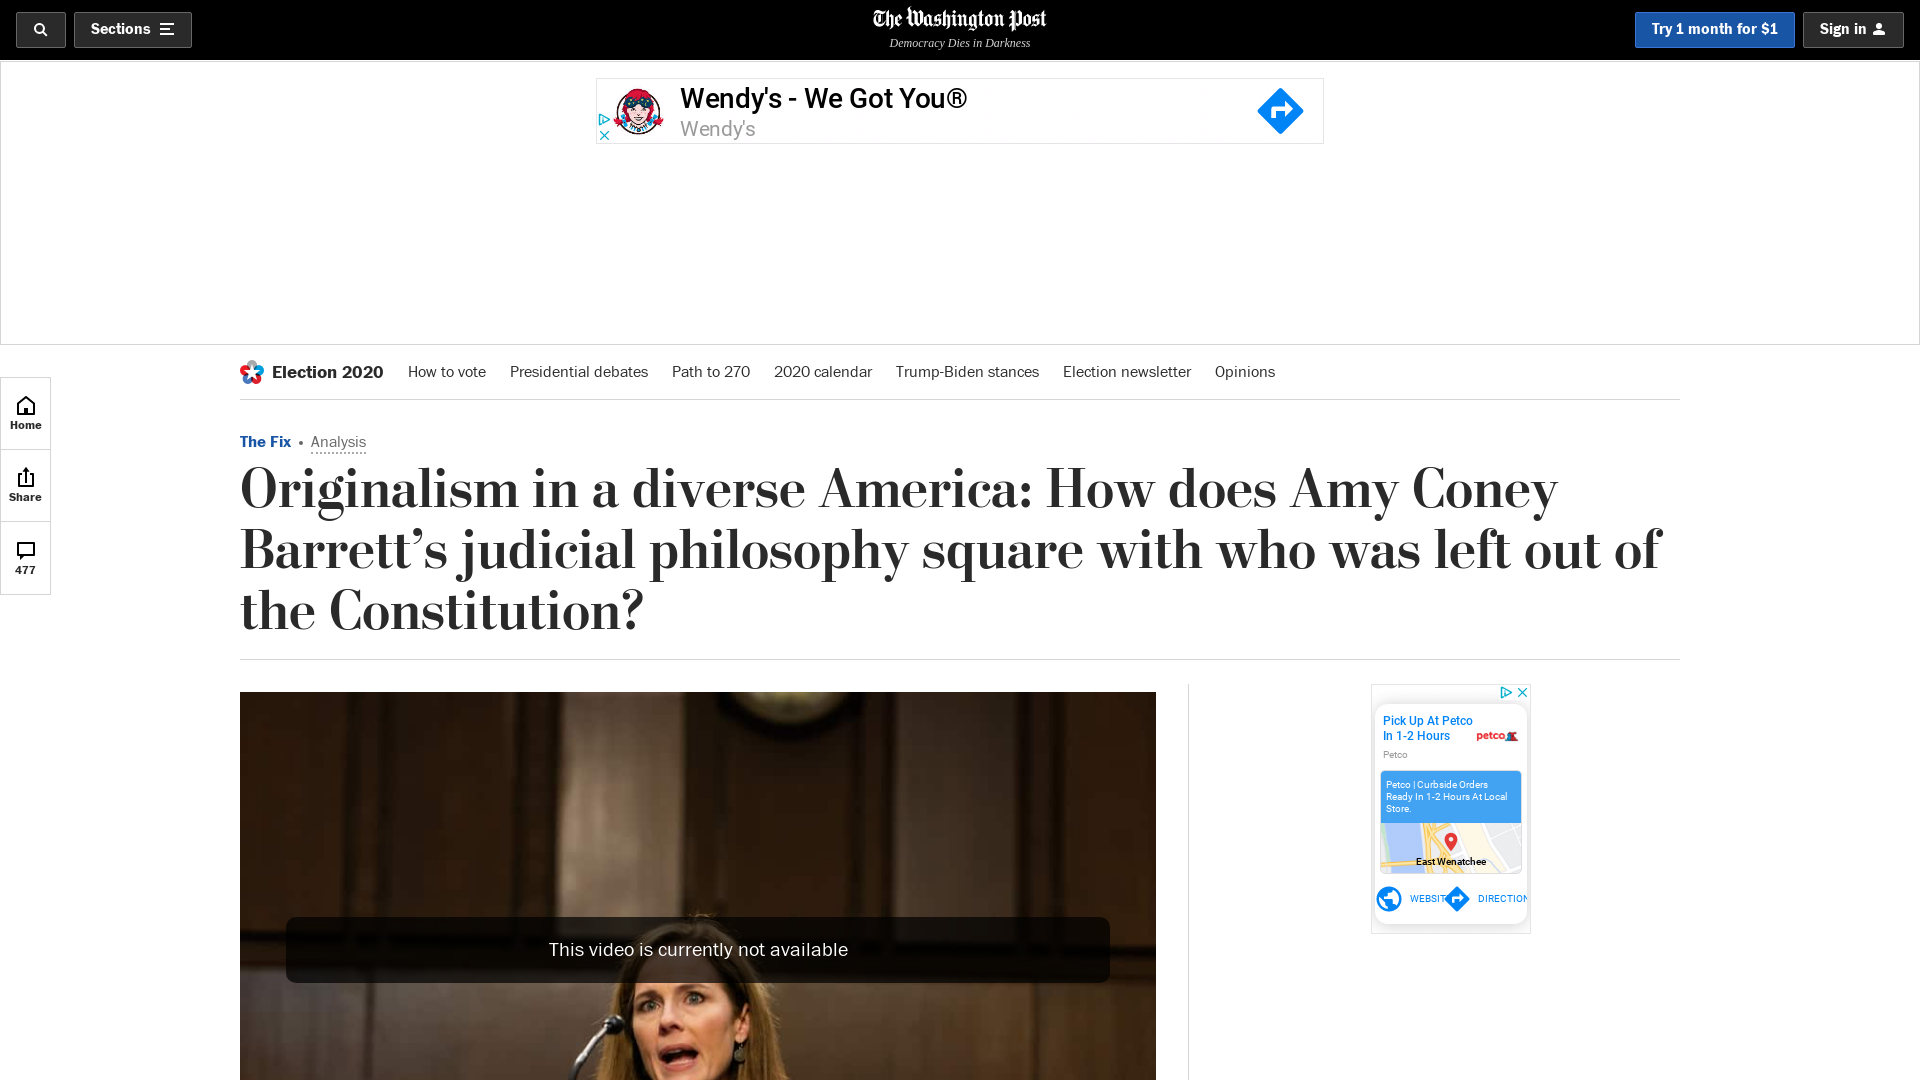 Sections
The Washington Post
Democracy Dies in Darkness
Try 1 month for $1
Sign in
Wendy's - We Got You®
Wendy's
Election 2020
How to vote
Presidential debates
Path to 270
2020 calendar
Trump-Biden stances
Election newsletter
Opinions
Home
Share
477
The Fix • Analysis
Originalism in a diverse America: How does Amy Coney
Barrett’s judicial philosophy square with who was left out of
the Constitution?
This video is currently not available
Pick Up At Petco
In 1-2 Hours
petco
Petco
Petco | Curbside Orders
Ready In 1-2 Hours At Local
Store.
East Wenatchee
WEBSIT
DIRECTION